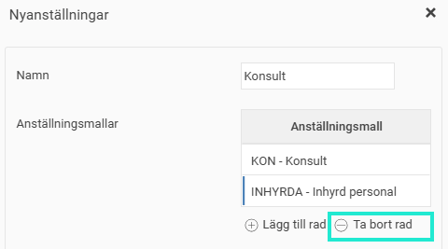 Nyanställningar
Namn
Konsult
Anställningsmallar
Anställningsmall
KON - Konsult
INHYRDA - Inhyrd personal
Lägg till rad
Ta bort rad